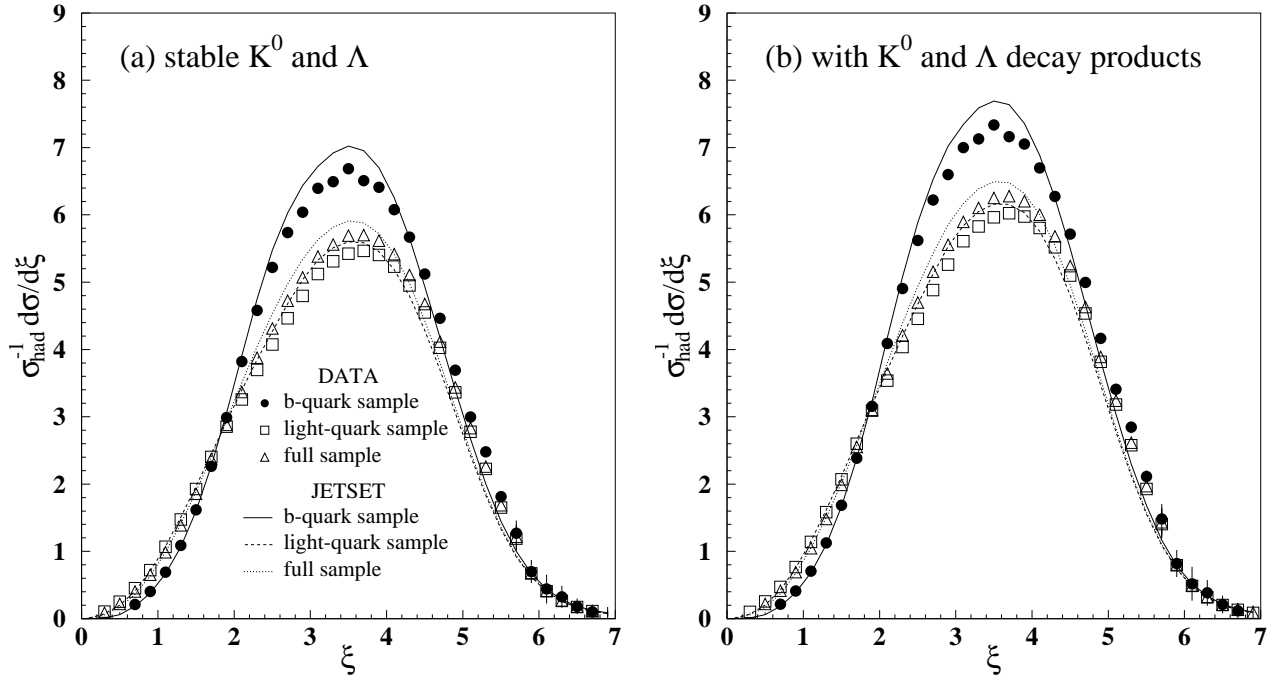 (a) stable K⁰ and Λ
9
8
7
6
5
4
3
2
1
0
σ⁻¹had dσ/dξ
DATA
b-quark sample
light-quark sample
full sample
JETSET
b-quark sample
light-quark sample
full sample
0 1 2 3 4 5 6 7
ξ
(b) with K⁰ and Λ decay products
9
8
7
6
5
4
3
2
1
0
σ⁻¹had dσ/dξ
0 1 2 3 4 5 6 7
ξ